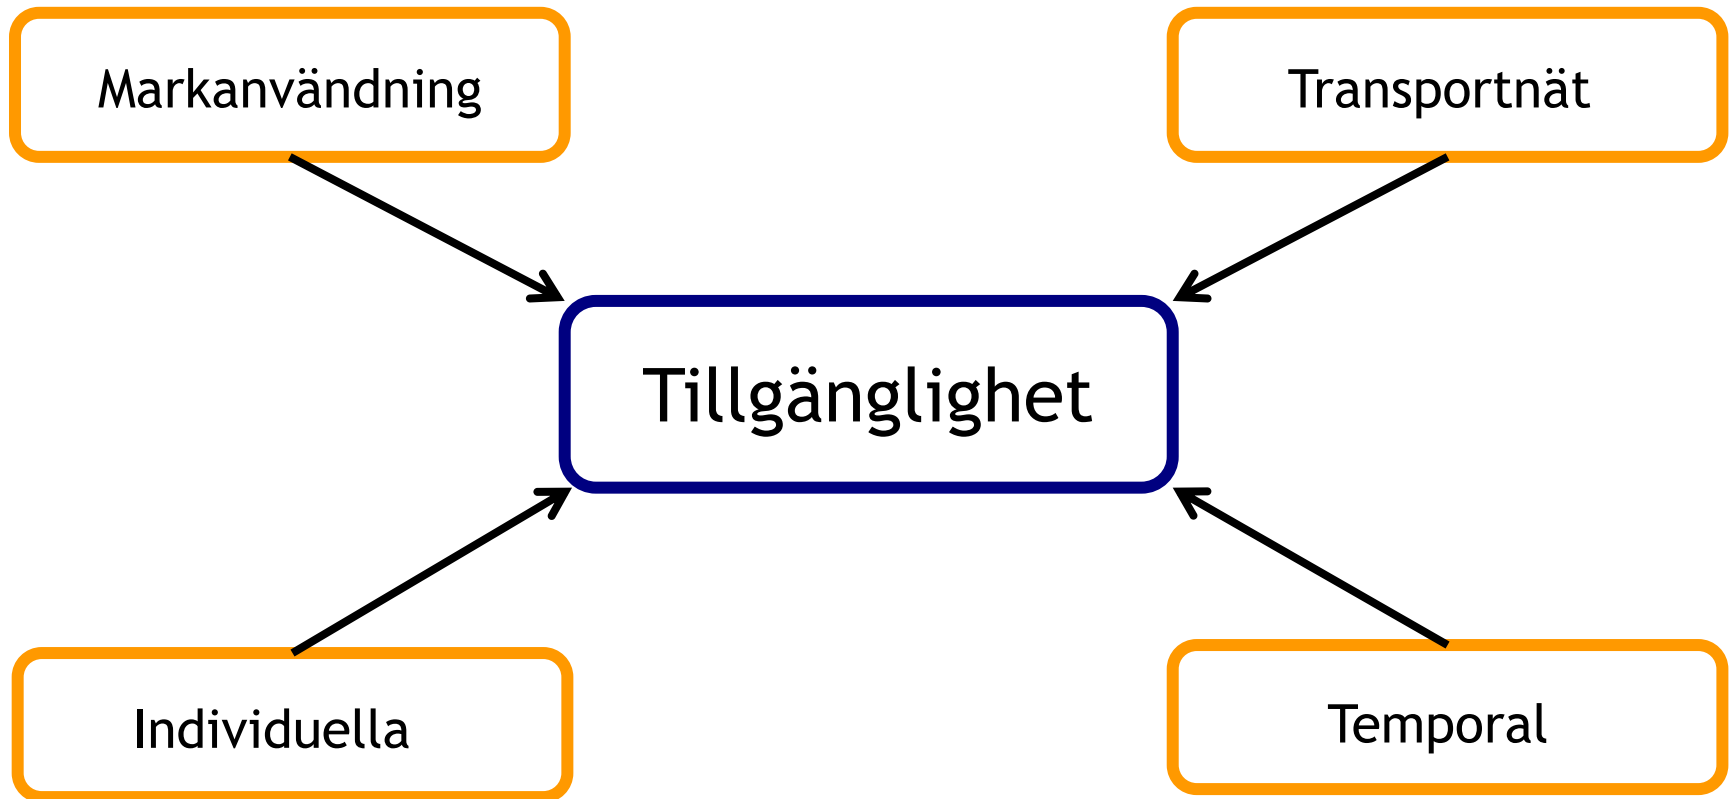 Markanvändning
Transportnät
Tillgänglighet
Individuella
Temporal